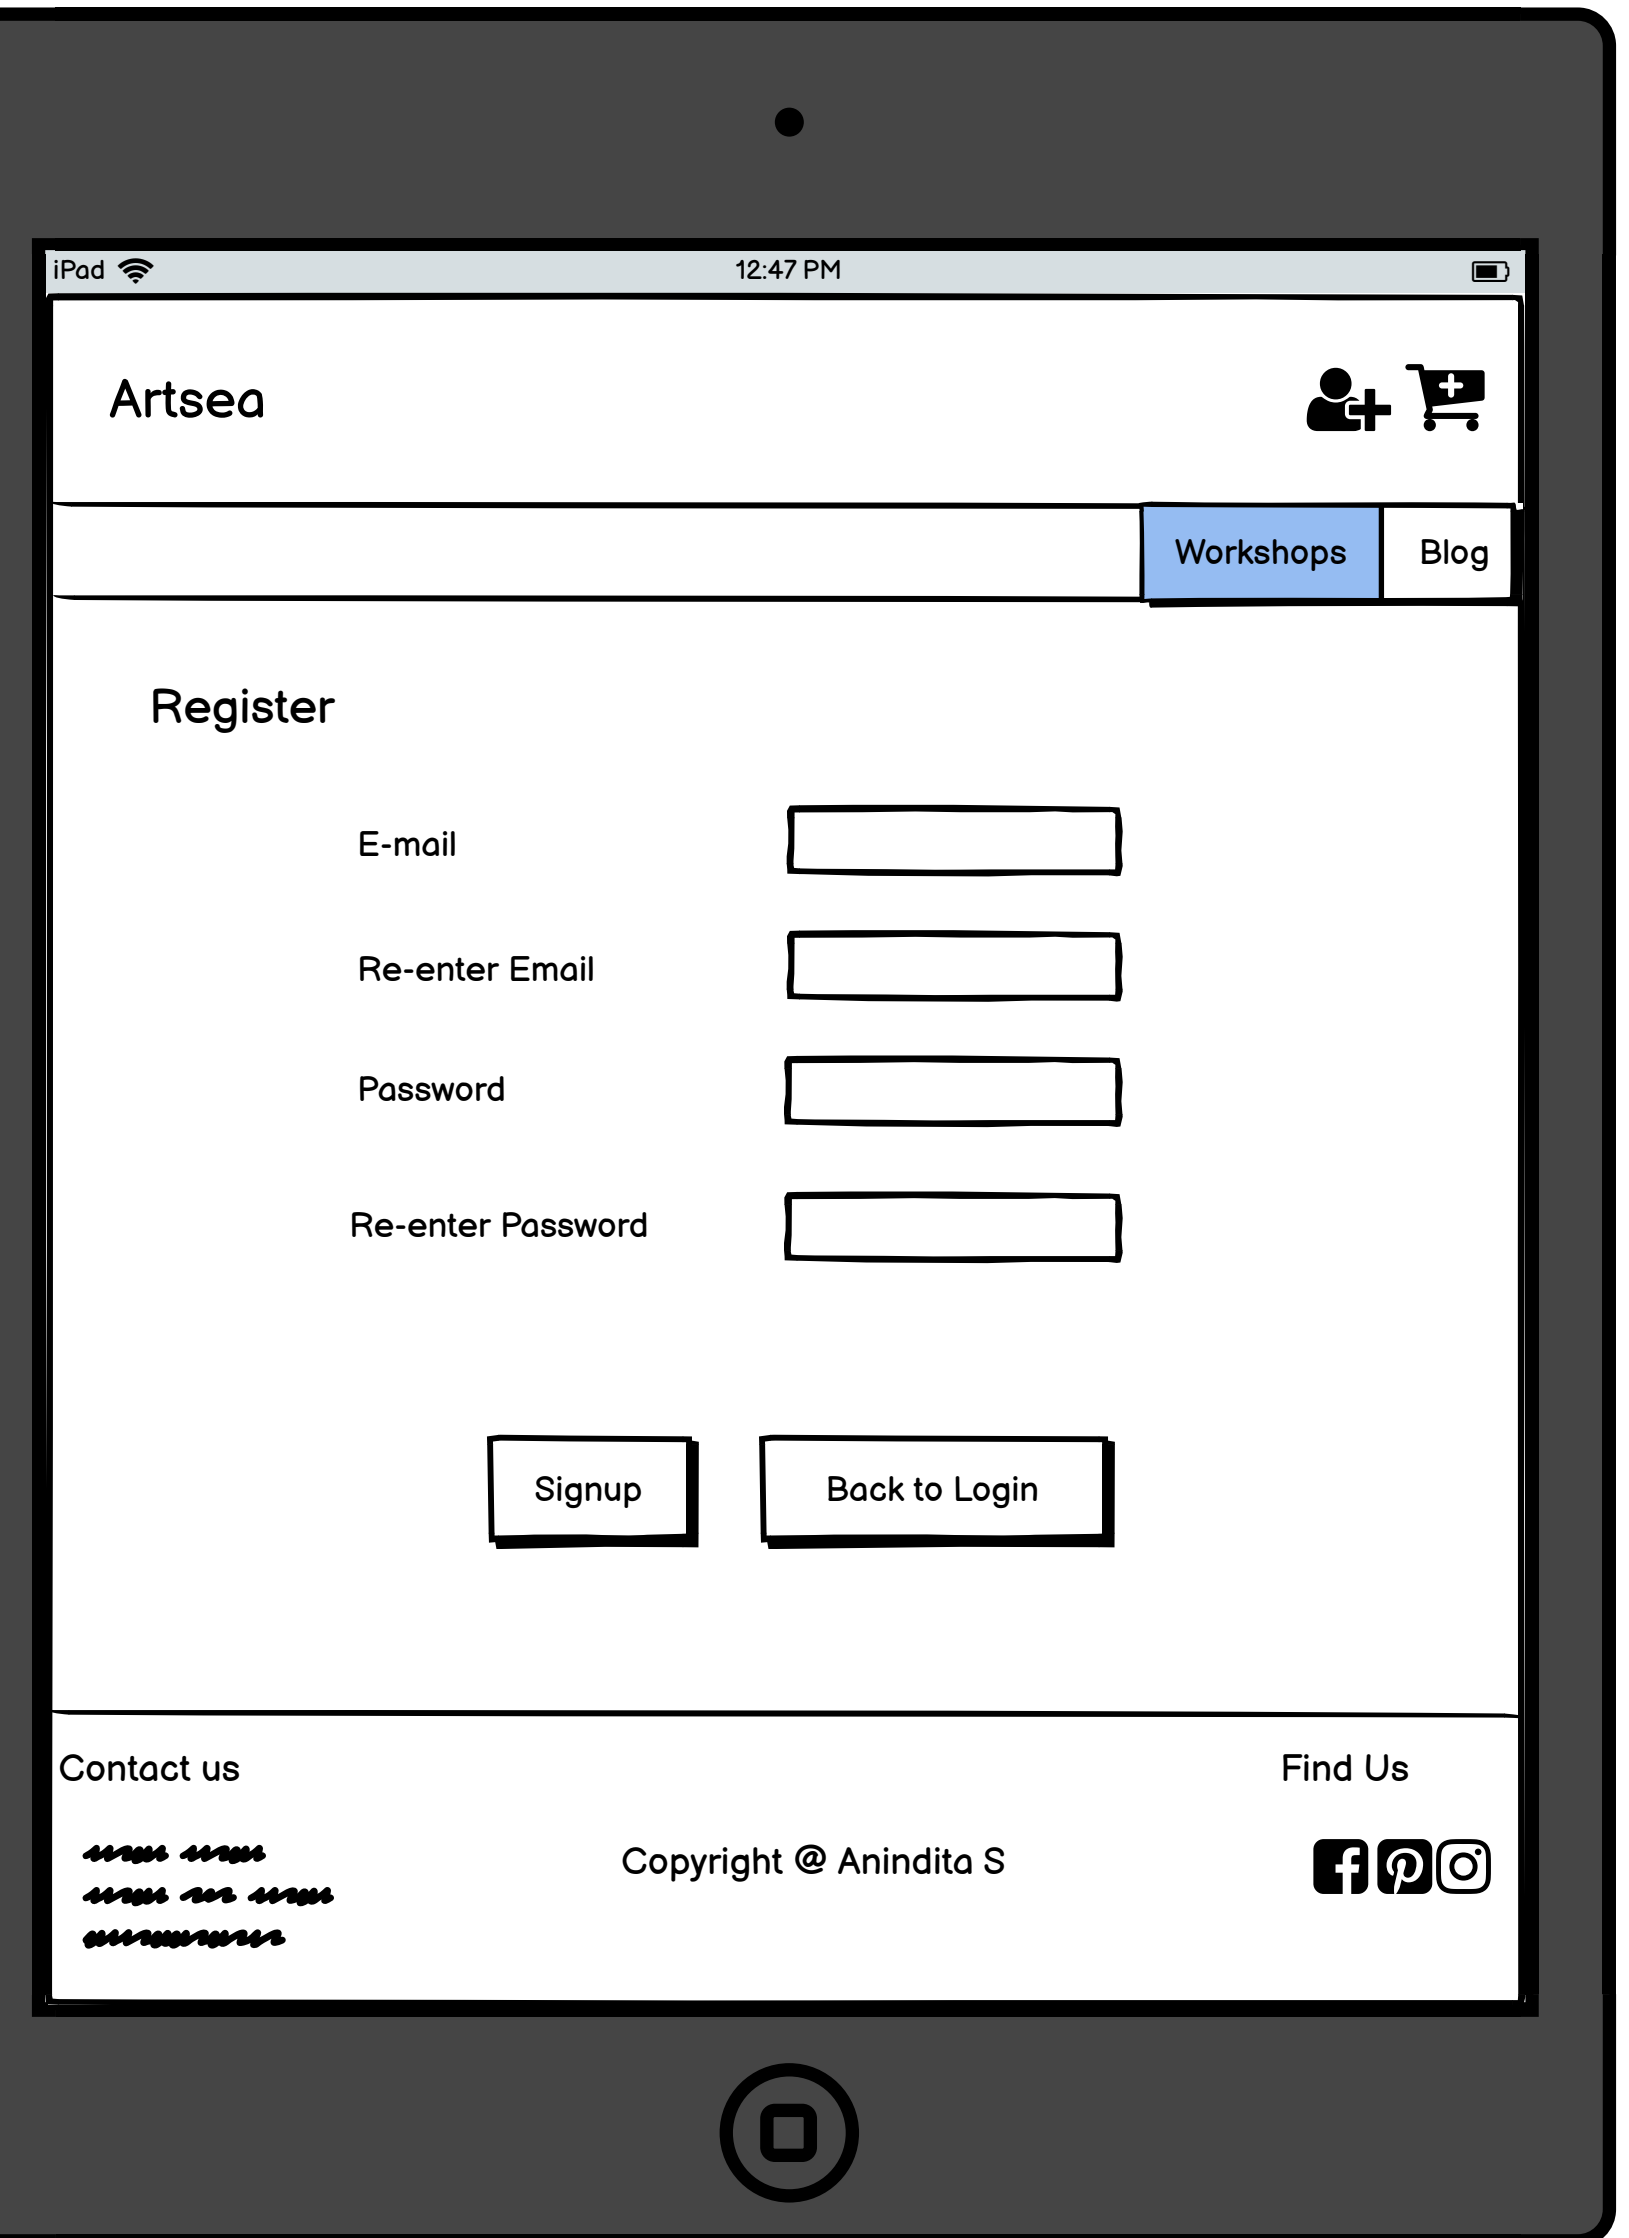 iPad 12:47 PM
Artsea
Workshops Blog
Register
E-mail
Re-enter Email
Password
Re-enter Password
Signup Back to Login
Contact us Find Us
Copyright @ Anindita S